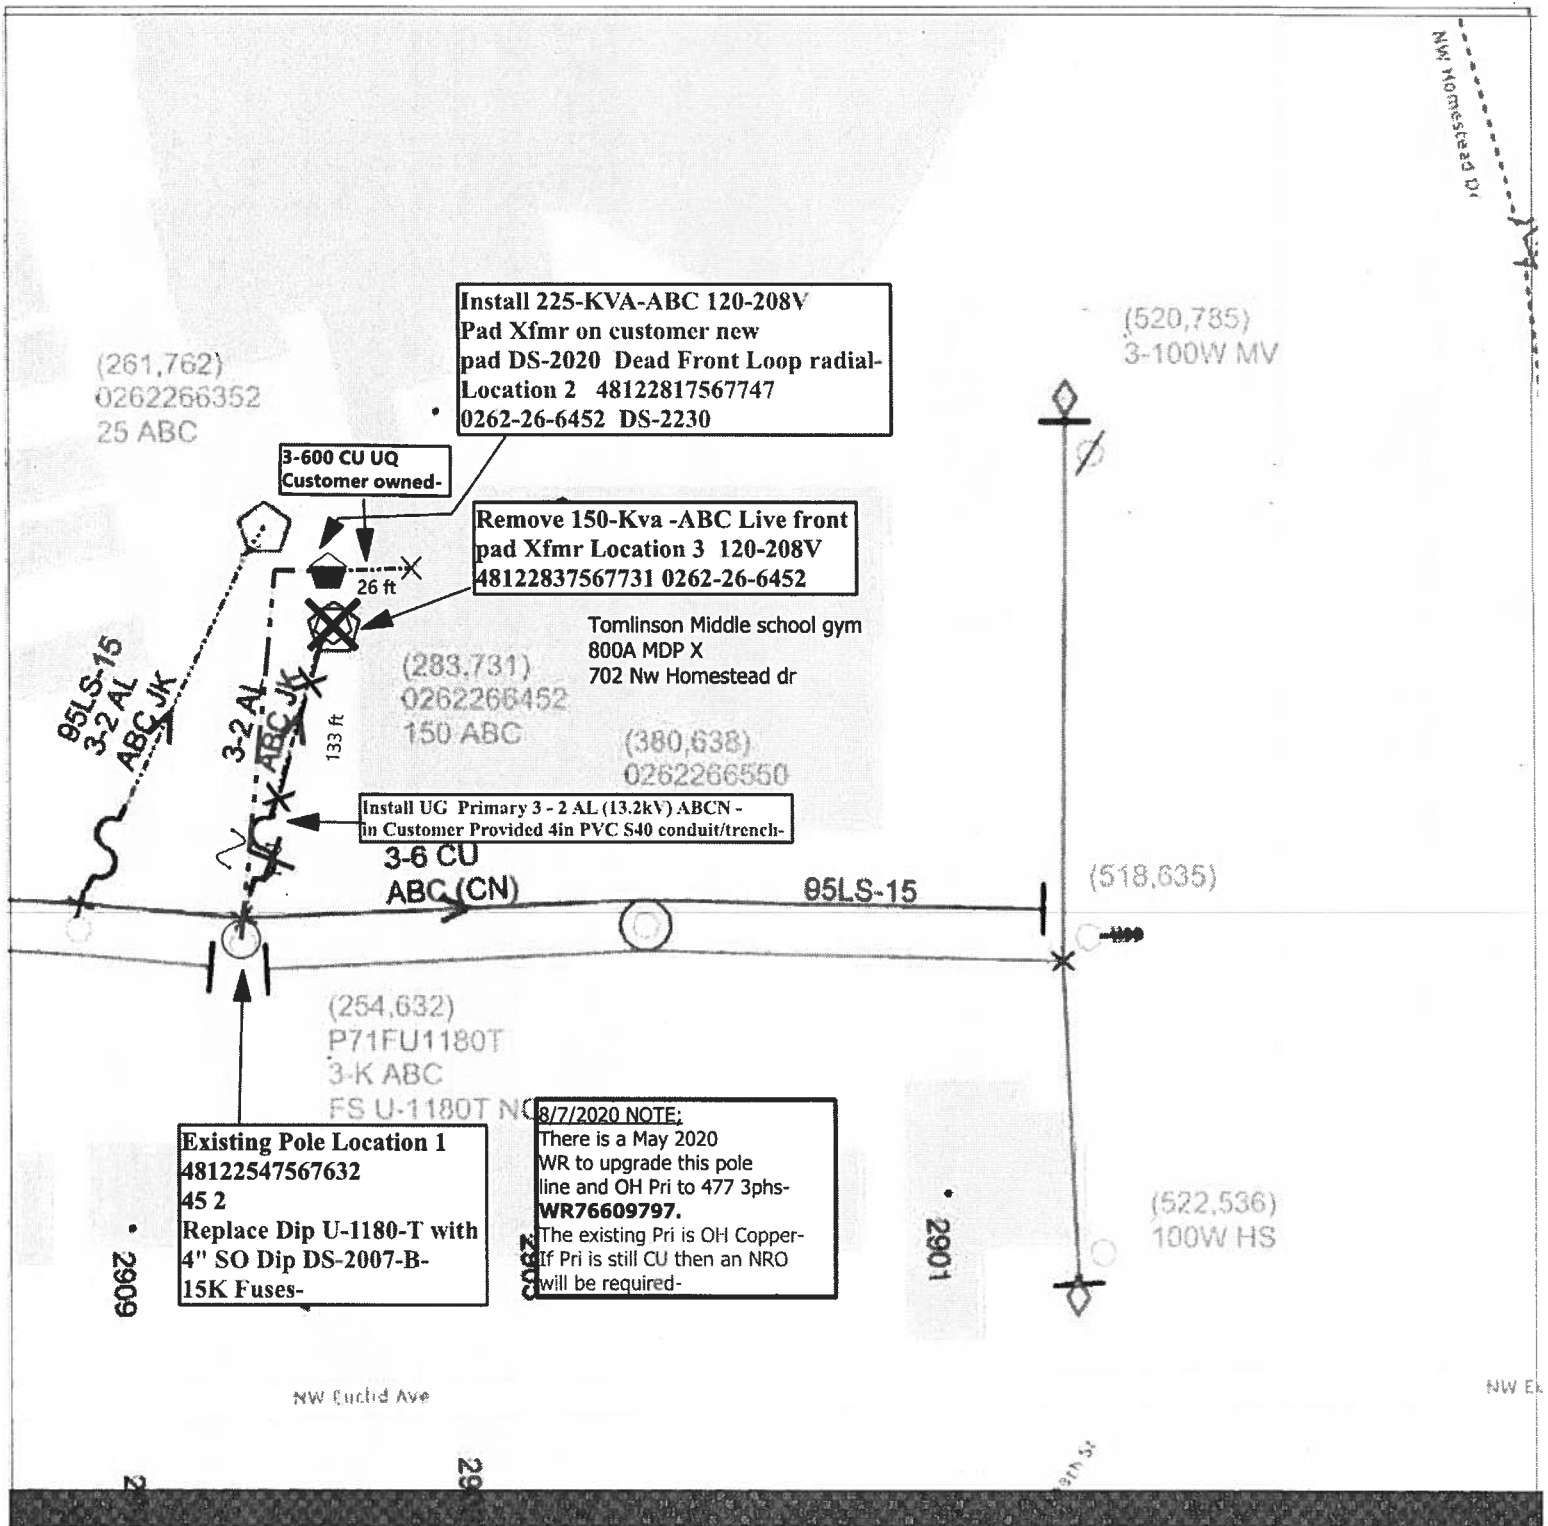 NW Homestead Dr
Install 225-KVA-ABC 120-208V
Pad Xfmr on customer new
pad DS-2020 Dead Front Loop radial-
Location 2 48122817567747
0262-26-6452 DS-2230
(520,785)
3-100W MV
(261,762)
0262266352
25 ABC
3-600 CU UQ
Customer owned-
Remove 150-Kva -ABC Live front
pad Xfmr Location 3 120-208V
48122837567731 0262-26-6452
26 ft
Tomlinson Middle school gym
800A MDP X
702 Nw Homestead dr
95LS-15
3-2 AL
ABC JK
3-2 AL
ABC JK
133 ft
(283,731)
0262266452
150 ABC
(380,638)
0262266550
Install UG Primary 3 - 2 AL (13.2kV) ABCN -
in Customer Provided 4in PVC S40 conduit/trench-
3-6 CU
ABC (CN)
95LS-15
(518,635)
(254,632)
P71FU1180T
3-K ABC
FS U-1180T NC
Existing Pole Location 1
48122547567632
45 2
Replace Dip U-1180-T with
4" SO Dip DS-2007-B-
15K Fuses-
8/7/2020 NOTE;
There is a May 2020
WR to upgrade this pole
line and OH Pri to 477 3phs-
WR76609797.
The existing Pri is OH Copper-
If Pri is still CU then an NRO
will be required-
(522,536)
100W HS
2909
2901
NW Euclid Ave
NW E
2
29